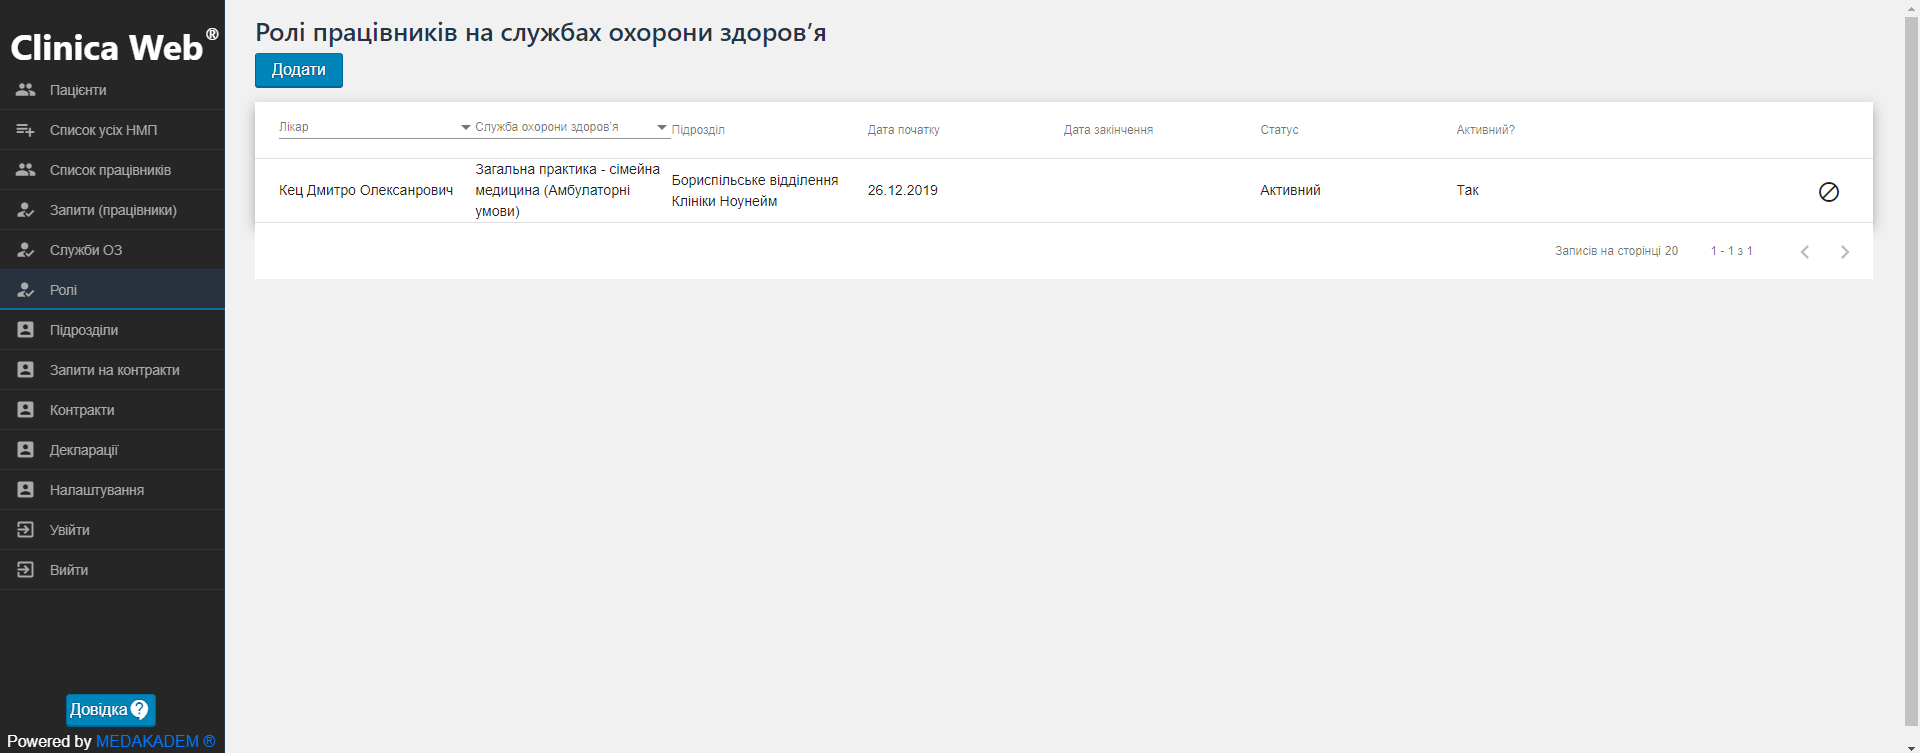 Clinica Web®
Пацієнти
Список усіх НМП
Список працівників
Запити (працівники)
Служби ОЗ
Ролі
Підрозділи
Запити на контракти
Контракти
Декларації
Налаштування
Увійти
Вийти
Довідка
Powered by MEDAKADEM ®
Ролі працівників на службах охорони здоров’я
Додати
Лікар Служба охорони здоров’я Підрозділ Дата початку Дата закінчення Статус Активний?
Загальна практика - сімейна
Кец Дмитро Олексанрович медицина (Амбулаторні Бориспільське відділення 26.12.2019 Активний Так
умови) Клініки Ноунейм
Записів на сторінці 20 1 - 1 з 1